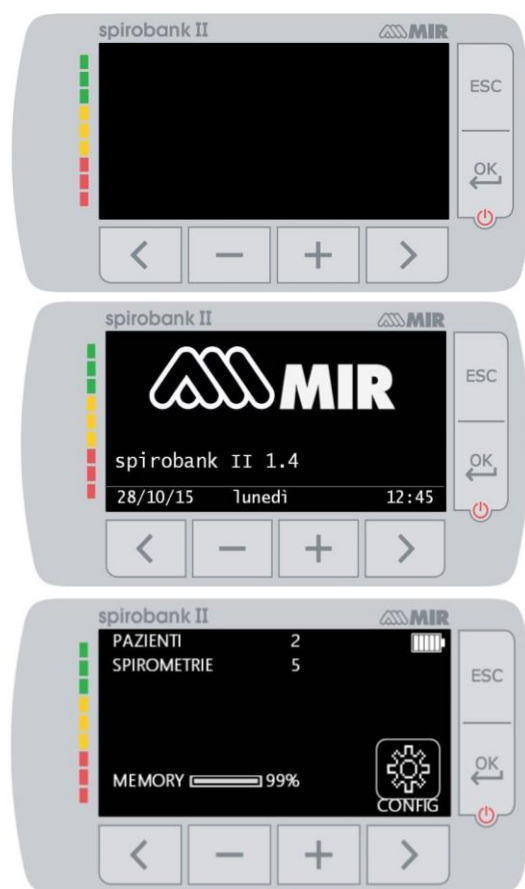 spirobank II MIR
ESC
OK
spirobank II MIR
MIR
ESC
spirobank II 1.4
OK
28/10/15 lunedì 12:45
spirobank II MIR
PAZIENTI 2
SPIROMETRIE 5
ESC
OK
MEMORY 99%
CONFIG